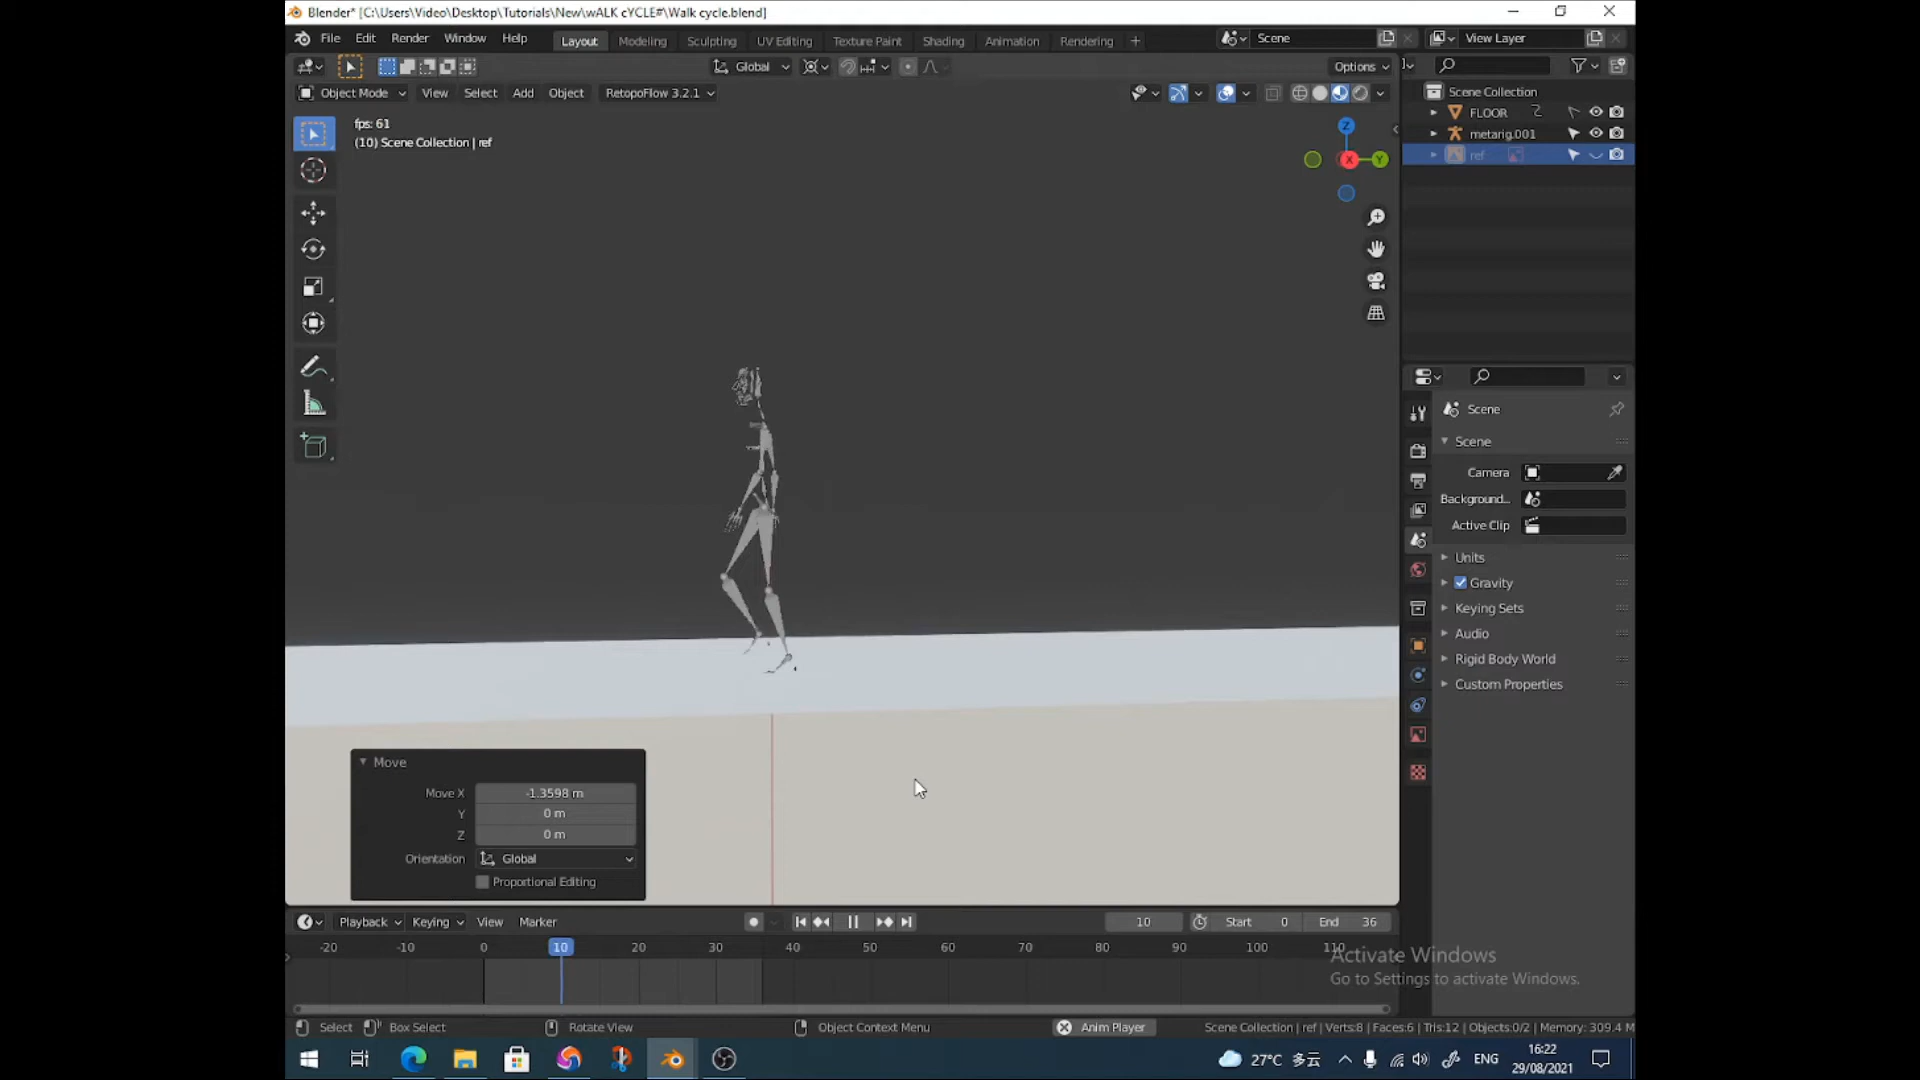 Blender* [C:\Users\Video\Desktop\Tutorials\New\wALK cYCLE#\Walk cycle.blend]
File Edit Render Window Help Layout Modeling Sculpting UV Editing Texture Paint Shading Animation Rendering + Scene View Layer
Global Options
Object Mode View Select Add Object RetopoFlow 3.2.1
Scene Collection
FLOOR
metarig.001
ref
fps: 61
(10) Scene Collection | ref
Z
X Y
Scene
Scene
Camera
Background...
Active Clip
Units
Gravity
Keying Sets
Audio
Rigid Body World
Custom Properties
Move
Move X -1.3598 m
Y 0 m
Z 0 m
Orientation Global
Proportional Editing
Playback Keying View Marker 10 Start 0 End 36
-20 -10 0 10 20 30 40 50 60 70 80 90 100 110
Activate Windows
Go to Settings to activate Windows.
Select Box Select Rotate View Object Context Menu Anim Player Scene Collection | ref | Verts:8 | Faces:6 | Tris:12 | Objects:0/2 | Memory: 309.4 M
27°C 多云 ENG 16:22
29/08/2021